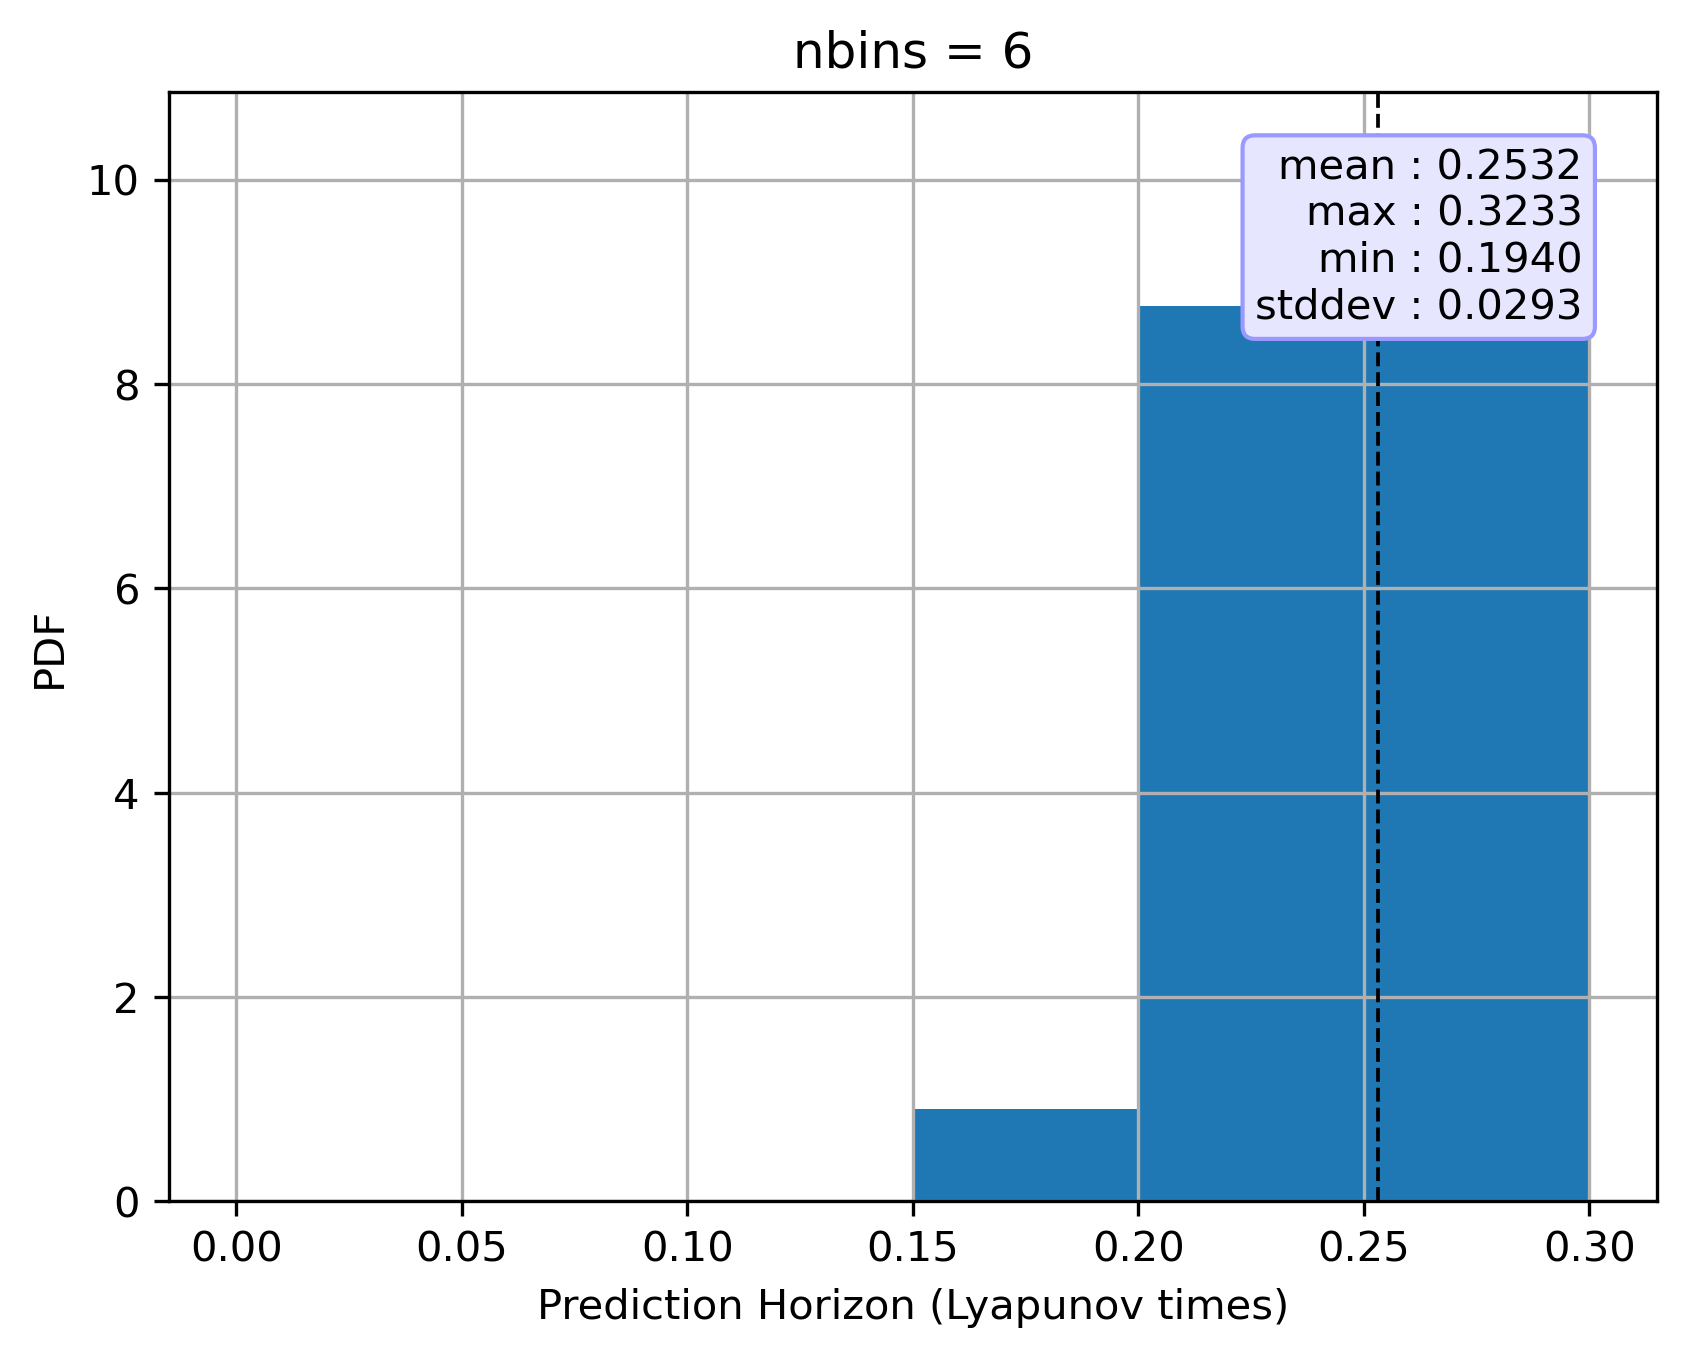 nbins = 6
mean : 0.2532
max : 0.3233
min : 0.1940
stddev : 0.0293
10
8
6
4
2
0
PDF
0.00 0.05 0.10 0.15 0.20 0.25 0.30
Prediction Horizon (Lyapunov times)